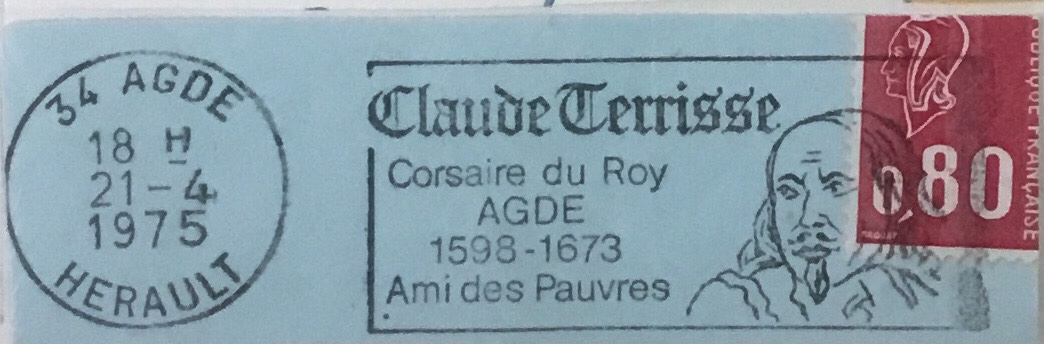 34 AGDE
18 H
21-4
1975
HERAULT
Claude Terrisse
Corsaire du Roy
AGDE
1598-1673
Ami des Pauvres
0,80
FRANÇAISE